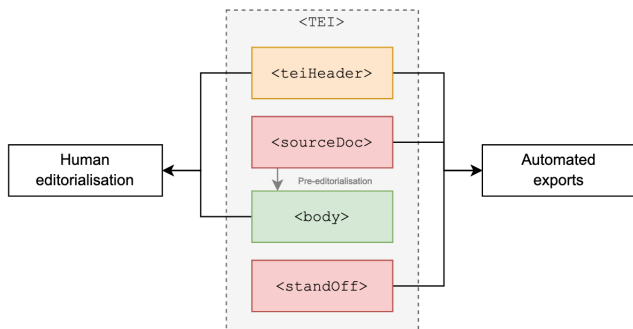 <TEI>
<teiHeader>
<sourceDoc>
Human
editorialisation
Automated
exports
Pre-editorialisation
<body>
<standOff>